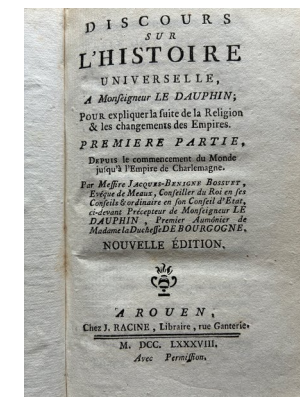 DISCOURS
SUR
L'HISTOIRE
UNIVERSELLE,
A Monseigneur LE DAUPHIN;
POUR expliquer la suite de la Religion
& les changements des Empires.
PREMIERE PARTIE,
DEPUIS le commencement du Monde
jusqu'à l'Empire de Charlemagne.
Par Messire JACQUES-BENIGNE BOSSUET,
Evêque de Meaux, Conseiller du Roi en ses
Conseils & ordinaire en son Conseil d'Etat,
ci-devant Précepteur de Monseigneur LE
DAUPHIN, Premier Aumônier de
Madame la Duchesse DE BOURGOGNE.
NOUVELLE ÉDITION.
A ROUEN,
Chez J. RACINE, Libraire, rue Ganterie.
M. DCC. LXXXVIII.
Avec Permission.